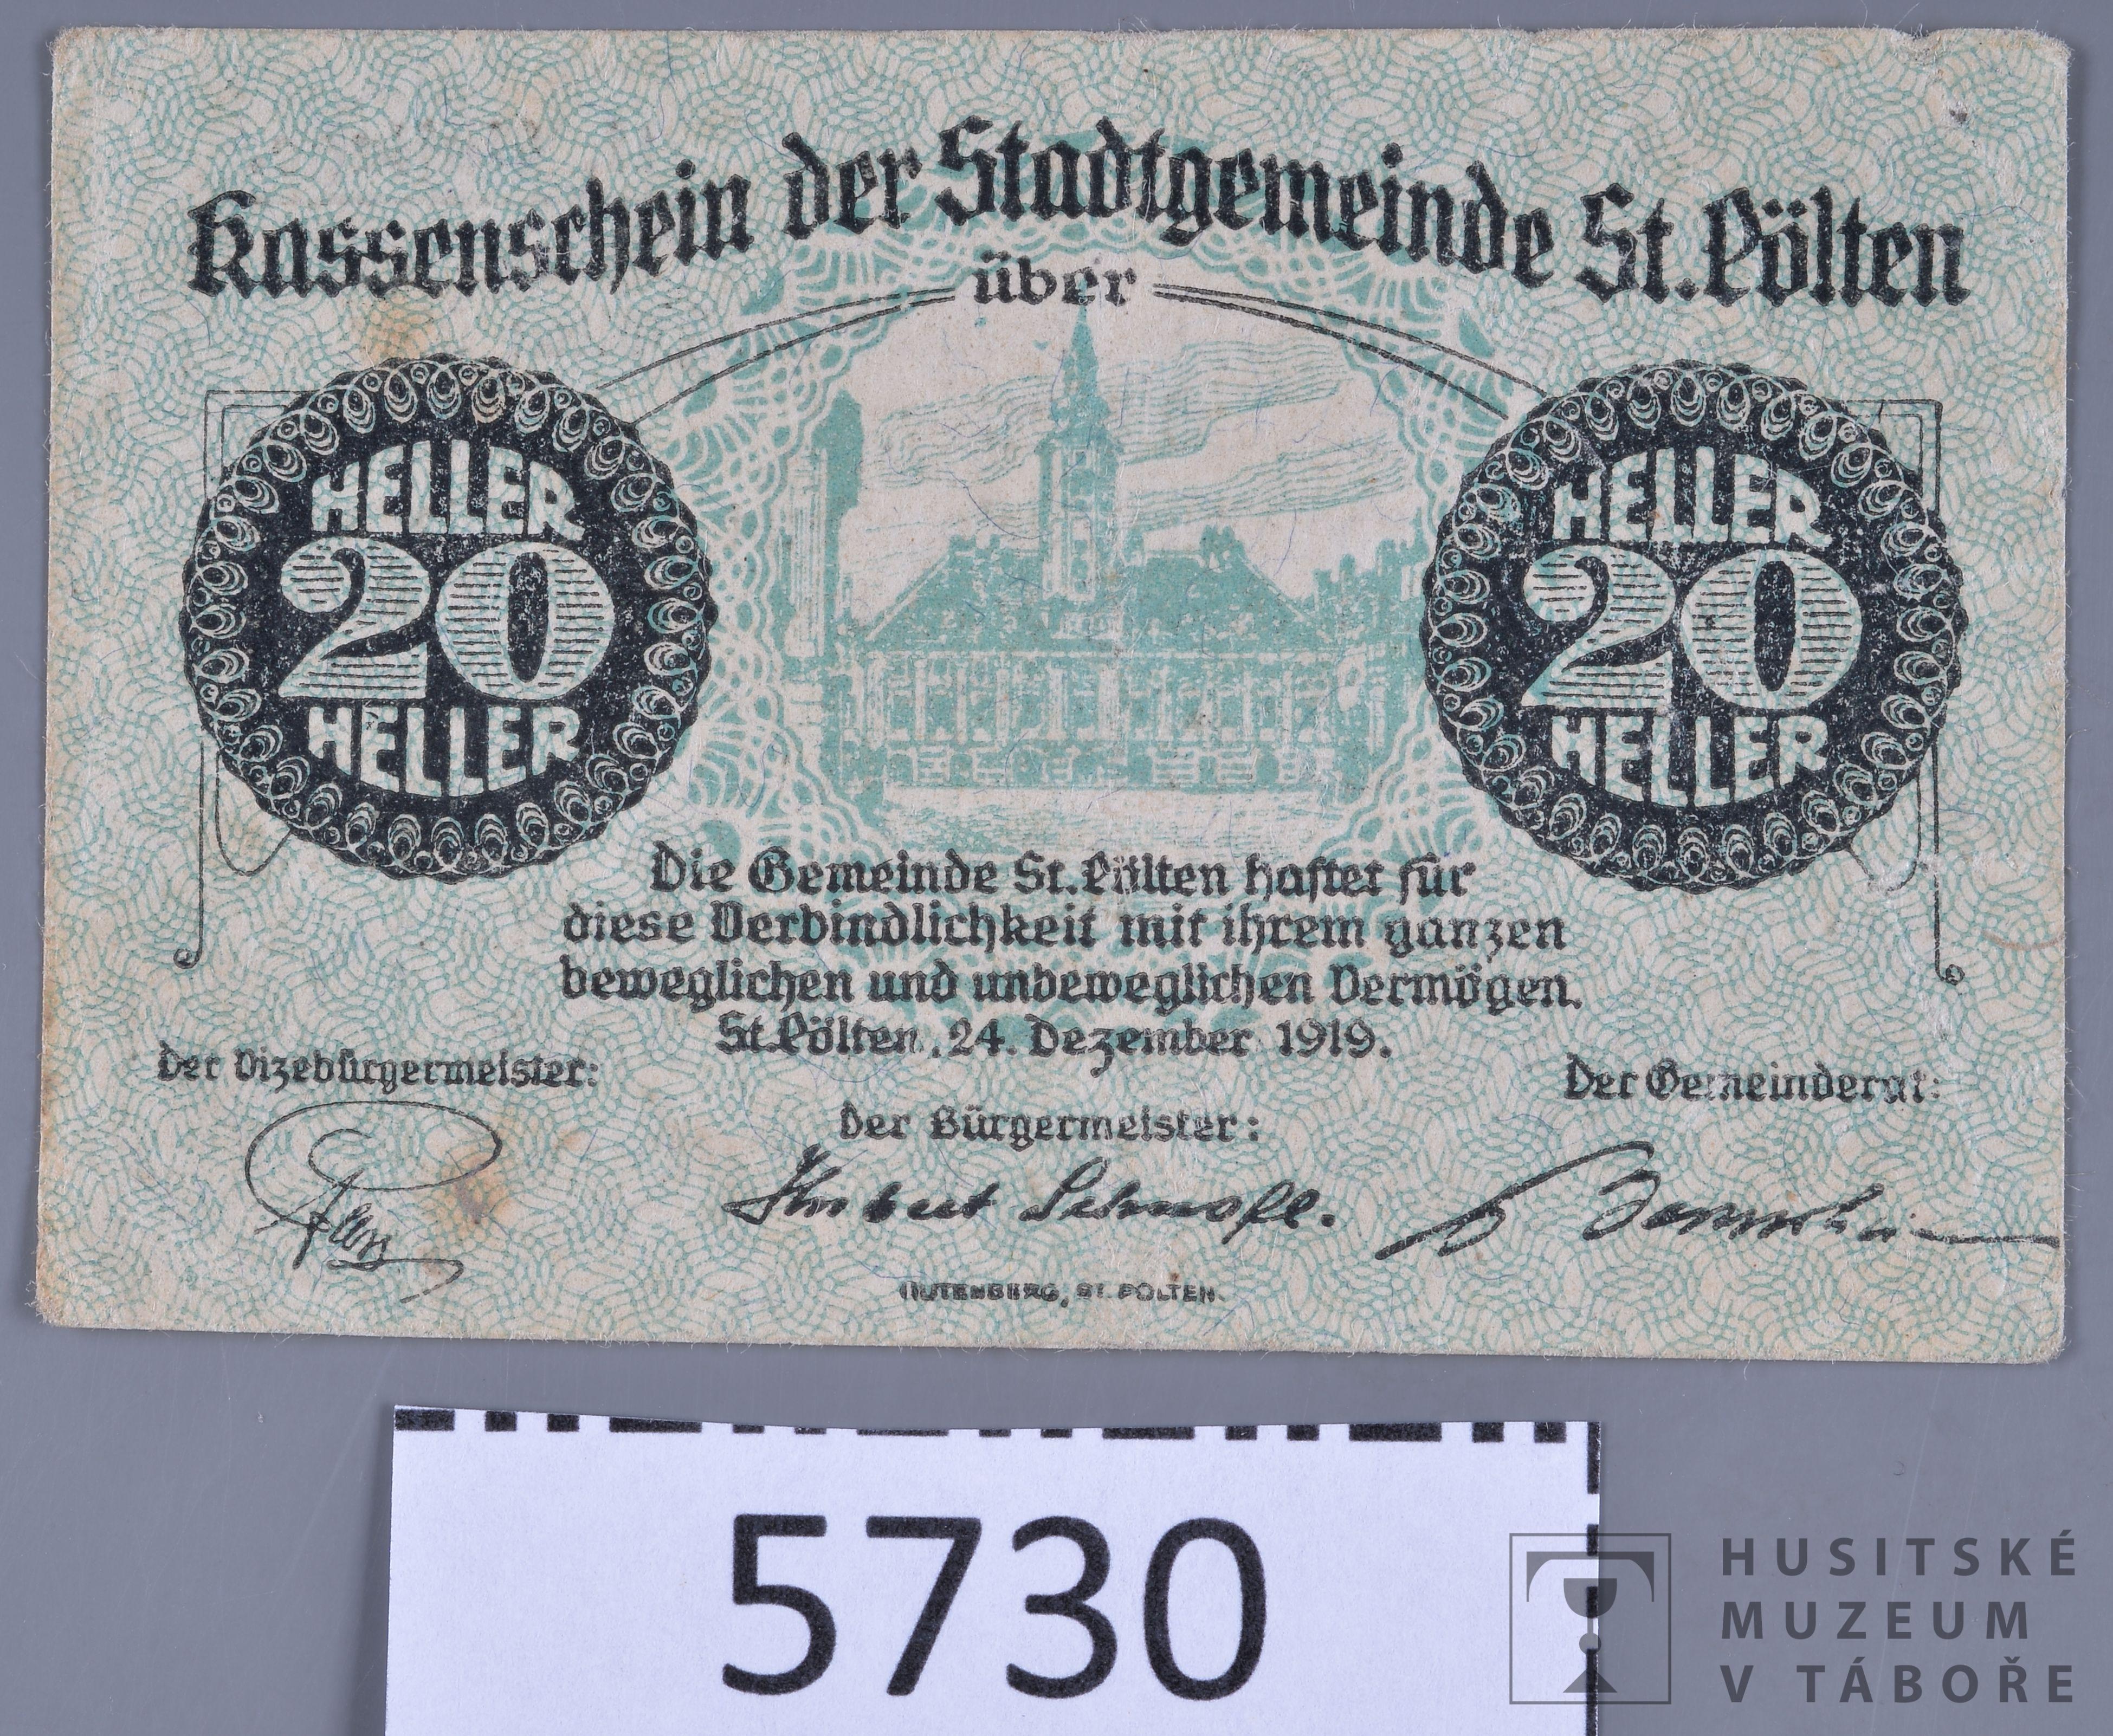 Kassenschein der Stadtgemeinde St. Pölten
über
HELLER
20
HELLER
HELLER
20
HELLER
Die Gemeinde St. Pölten haftet für
diese Verbindlichkeit mit ihrem ganzen
beweglichen und unbeweglichen Vermögen.
St. Pölten, 24. Dezember 1919.
Der Vizebürgermeister:
Der Gemeinderat:
Der Bürgermeister:
Hubert Schnofl.
GUTENBERG, ST. PÖLTEN.
5730
HUSITSKÉ
MUZEUM
V TÁBOŘE